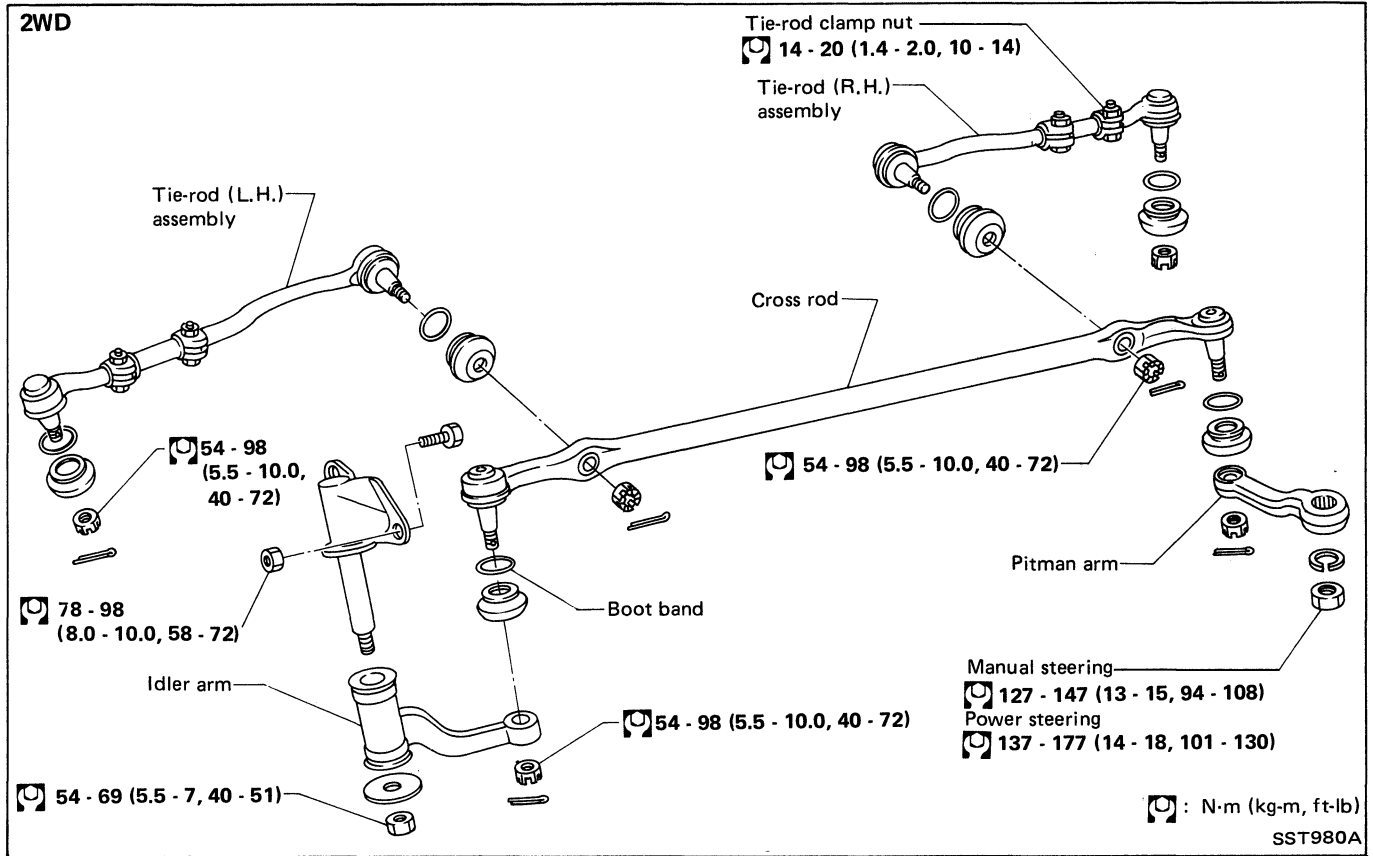 2WD
Tie-rod clamp nut
14 - 20 (1.4 - 2.0, 10 - 14)
Tie-rod (R.H.)
assembly
Tie-rod (L.H.)
assembly
Cross rod
54 - 98
(5.5 - 10.0,
40 - 72)
54 - 98 (5.5 - 10.0, 40 - 72)
Pitman arm
78 - 98
(8.0 - 10.0, 58 - 72)
Boot band
Idler arm
Manual steering
127 - 147 (13 - 15, 94 - 108)
Power steering
137 - 177 (14 - 18, 101 - 130)
54 - 98 (5.5 - 10.0, 40 - 72)
54 - 69 (5.5 - 7, 40 - 51)
: N·m (kg-m, ft-lb)
SST980A